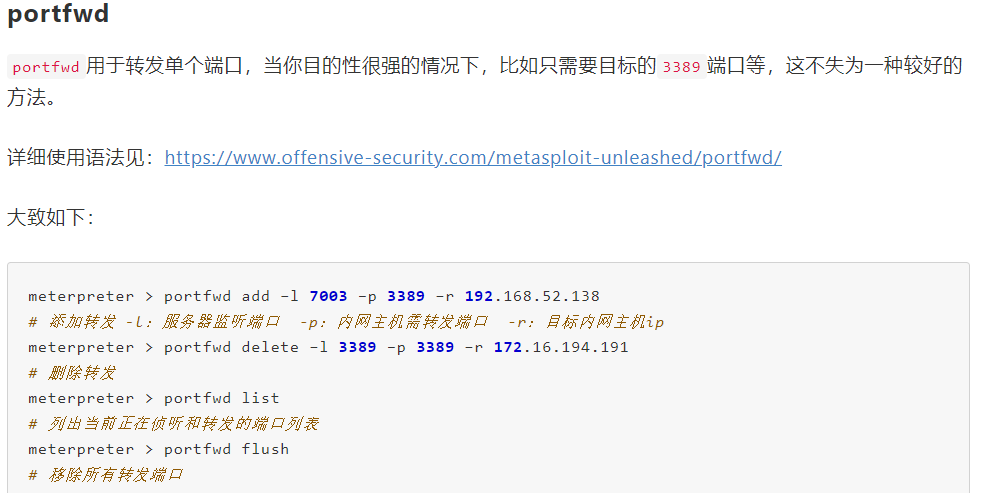 portfwd
portfwd 用于转发单个端口，当你目的性很强的情况下，比如只需要目标的 3389 端口等，这不失为一种较好的
方法。
详细使用语法见：https://www.offensive-security.com/metasploit-unleashed/portfwd/
大致如下：
meterpreter > portfwd add -l 7003 -p 3389 -r 192.168.52.138
# 添加转发 -l：服务器监听端口  -p：内网主机需转发端口  -r：目标内网主机ip
meterpreter > portfwd delete -l 3389 -p 3389 -r 172.16.194.191
# 删除转发
meterpreter > portfwd list
# 列出当前正在侦听和转发的端口列表
meterpreter > portfwd flush
# 移除所有转发端口